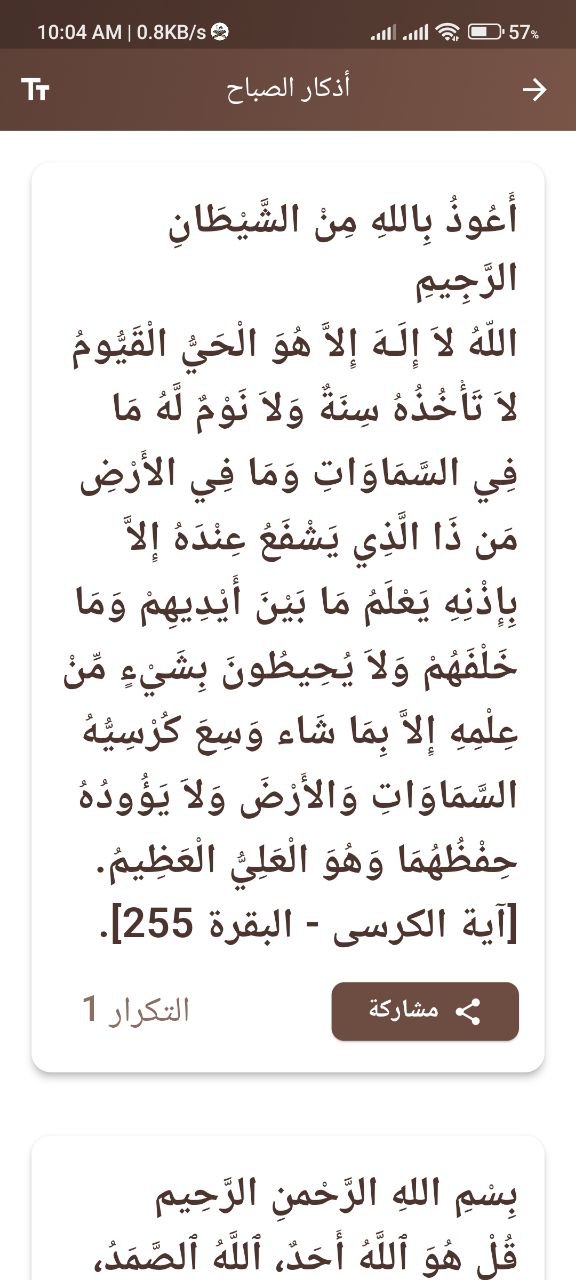 10:04 AM | 0.8KB/s 57%
أذكار الصباح
أَعُوذُ بِاللهِ مِنْ الشَّيْطَانِ
الرَّجِيمِ
اللّهُ لاَ إِلَـهَ إِلاَّ هُوَ الْحَيُّ الْقَيُّومُ
لاَ تَأْخُذُهُ سِنَةٌ وَلاَ نَوْمٌ لَّهُ مَا
فِي السَّمَاوَاتِ وَمَا فِي الأَرْضِ
مَن ذَا الَّذِي يَشْفَعُ عِنْدَهُ إِلاَّ
بِإِذْنِهِ يَعْلَمُ مَا بَيْنَ أَيْدِيهِمْ وَمَا
خَلْفَهُمْ وَلاَ يُحِيطُونَ بِشَيْءٍ مِّنْ
عِلْمِهِ إِلاَّ بِمَا شَاء وَسِعَ كُرْسِيُّهُ
السَّمَاوَاتِ وَالأَرْضَ وَلاَ يَؤُودُهُ
حِفْظُهُمَا وَهُوَ الْعَلِيُّ الْعَظِيمُ.
[آية الكرسى - البقرة 255].
مشاركة
التكرار 1
بِسْمِ اللهِ الرَّحْمنِ الرَّحِيم
قُلْ هُوَ ٱللَّهُ أَحَدٌ، ٱللَّهُ ٱلصَّمَدُ،